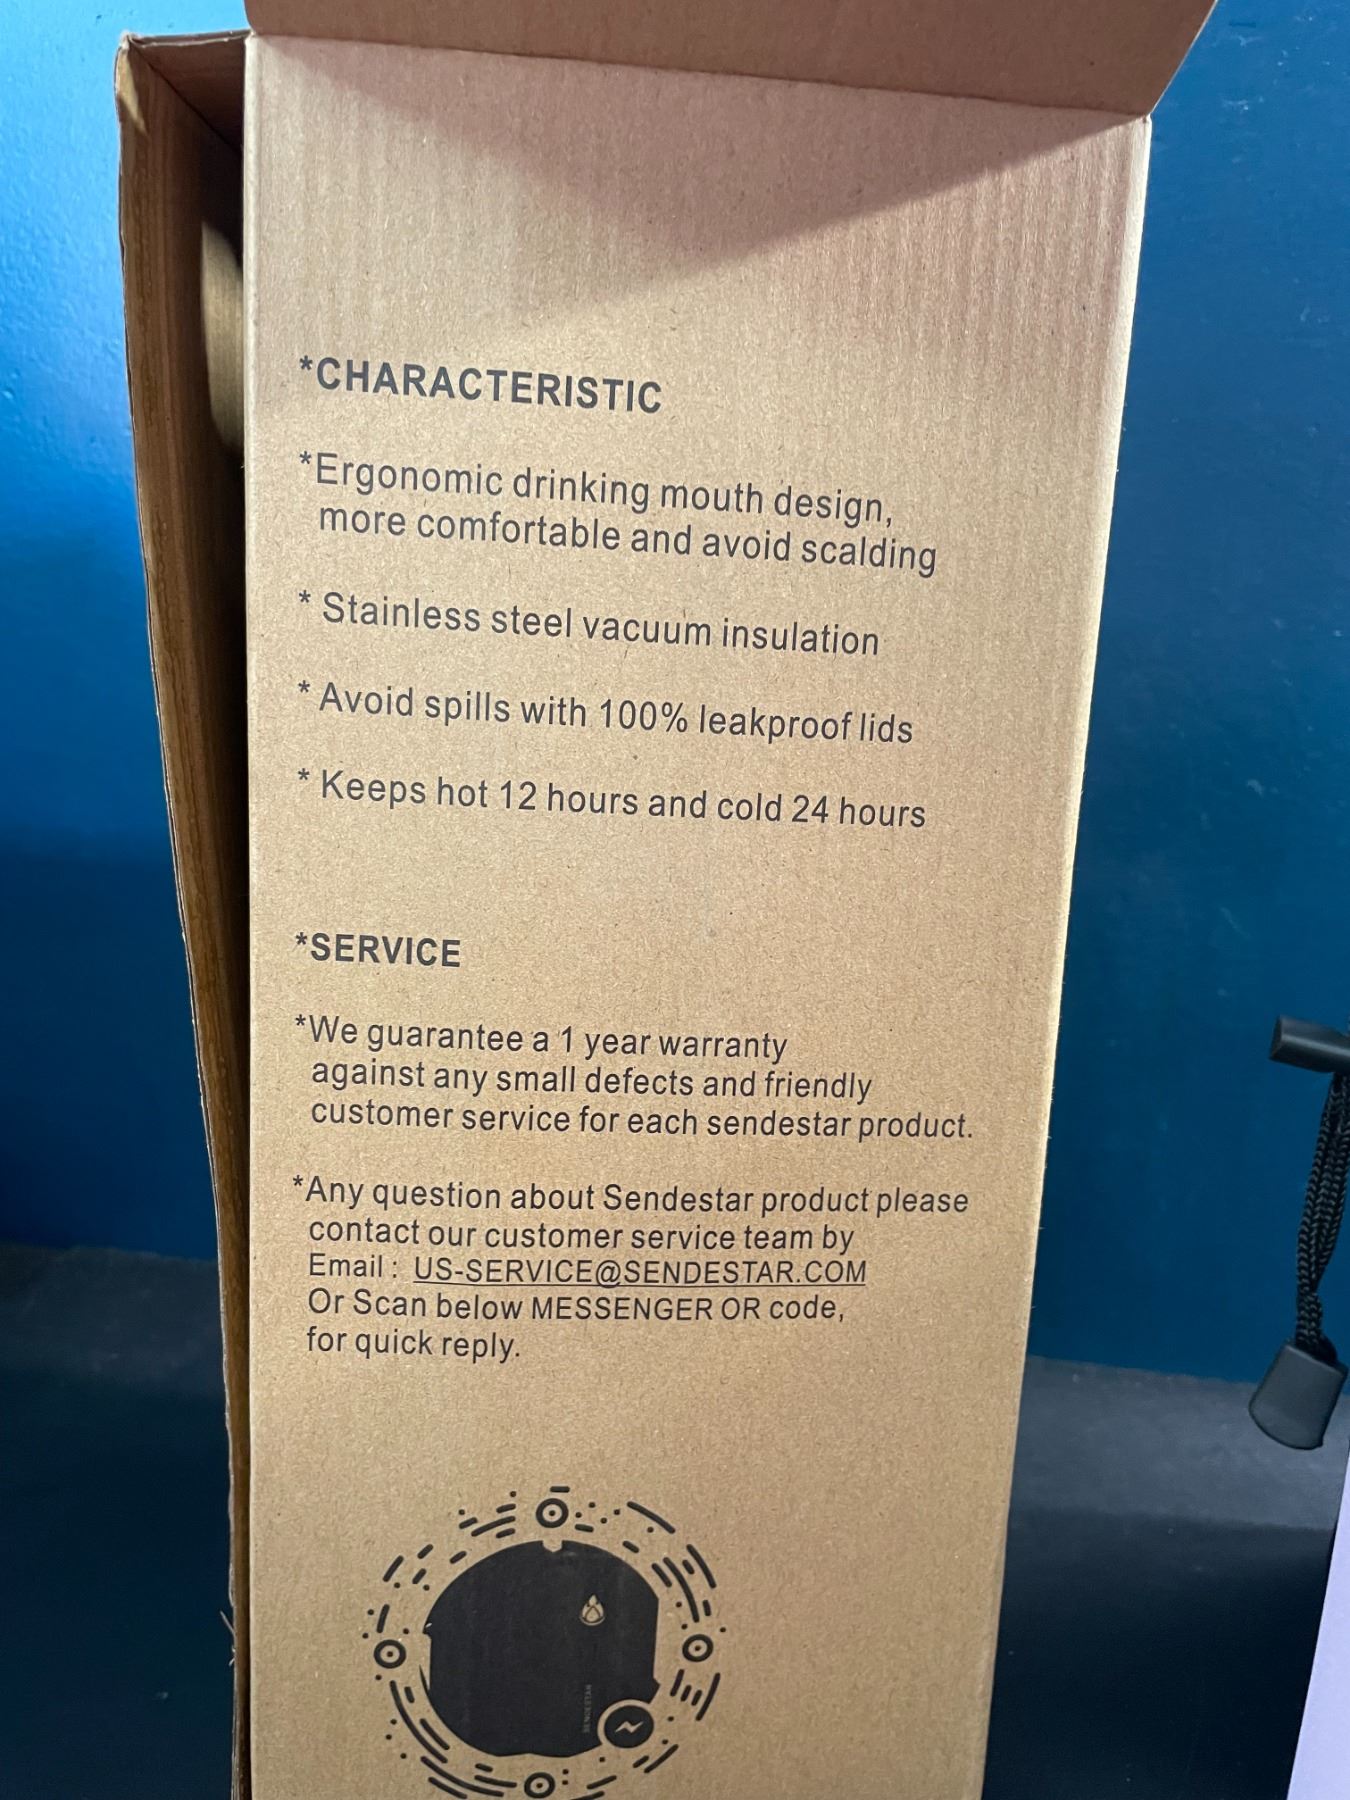 *CHARACTERISTIC
*Ergonomic drinking mouth design,
more comfortable and avoid scalding
* Stainless steel vacuum insulation
* Avoid spills with 100% leakproof lids
* Keeps hot 12 hours and cold 24 hours
*SERVICE
*We guarantee a 1 year warranty
against any small defects and friendly
customer service for each sendestar product.
*Any question about Sendestar product please
contact our customer service team by
Email : US-SERVICE@SENDESTAR.COM
Or Scan below MESSENGER OR code,
for quick reply.
SENDESTAR